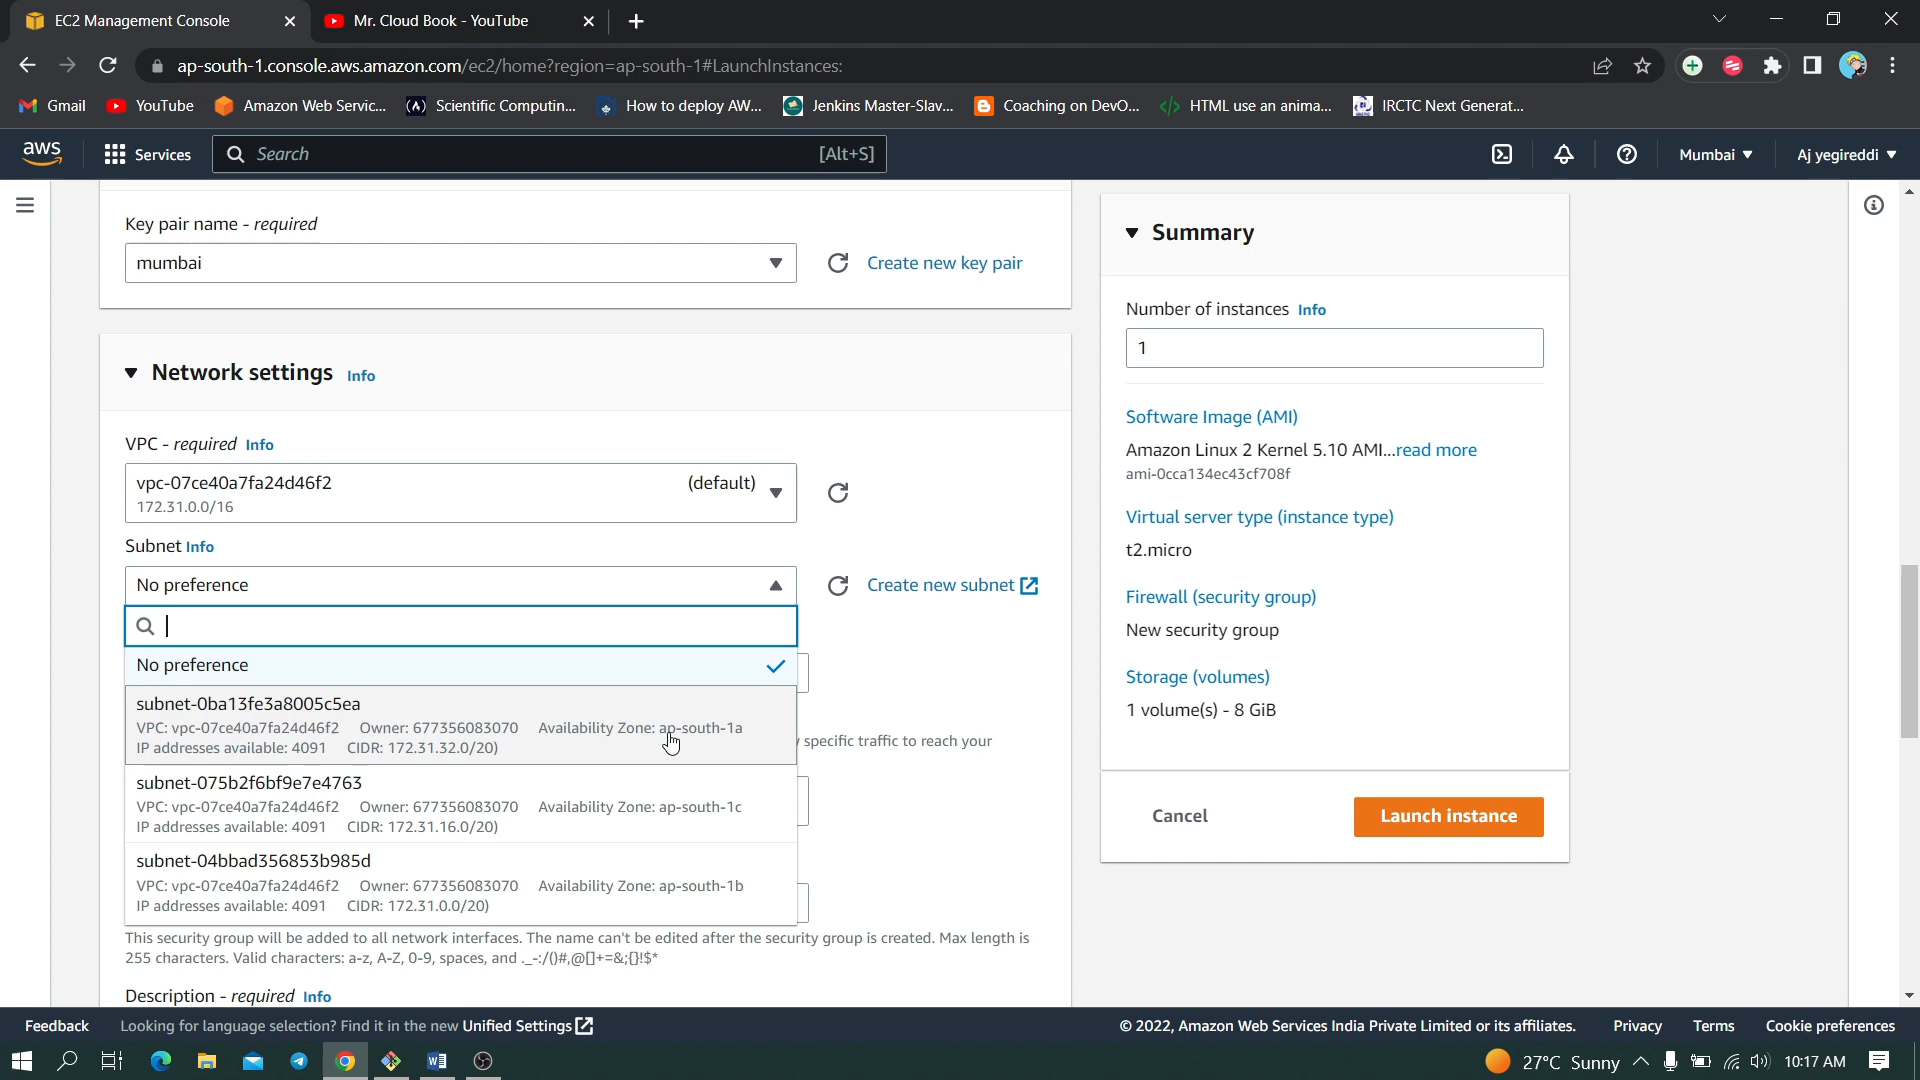 EC2 Management Console
Mr. Cloud Book - YouTube
ap-south-1.console.aws.amazon.com/ec2/home?region=ap-south-1#LaunchInstances:
Gmail YouTube Amazon Web Servic... Scientific Computin... How to deploy AW... Jenkins Master-Slav... Coaching on DevO... HTML use an anima... IRCTC Next Generat...
aws Services Search [Alt+S] Mumbai Aj yegireddi
Key pair name - required
mumbai
Create new key pair
Network settings Info
VPC - required Info
vpc-07ce40a7fa24d46f2 (default)
172.31.0.0/16
Subnet Info
No preference
Create new subnet
No preference
subnet-0ba13fe3a8005c5ea
VPC: vpc-07ce40a7fa24d46f2 Owner: 677356083070 Availability Zone: ap-south-1a
IP addresses available: 4091 CIDR: 172.31.32.0/20)
specific traffic to reach your
subnet-075b2f6bf9e7e4763
VPC: vpc-07ce40a7fa24d46f2 Owner: 677356083070 Availability Zone: ap-south-1c
IP addresses available: 4091 CIDR: 172.31.16.0/20)
subnet-04bbad356853b985d
VPC: vpc-07ce40a7fa24d46f2 Owner: 677356083070 Availability Zone: ap-south-1b
IP addresses available: 4091 CIDR: 172.31.0.0/20)
This security group will be added to all network interfaces. The name can't be edited after the security group is created. Max length is
255 characters. Valid characters: a-z, A-Z, 0-9, spaces, and ._-:/()#,@[]+=&;{}!$*
Description - required Info
Summary
Number of instances Info
1
Software Image (AMI)
Amazon Linux 2 Kernel 5.10 AMI...read more
ami-0cca134ec43cf708f
Virtual server type (instance type)
t2.micro
Firewall (security group)
New security group
Storage (volumes)
1 volume(s) - 8 GiB
Cancel
Launch instance
Feedback Looking for language selection? Find it in the new Unified Settings © 2022, Amazon Web Services India Private Limited or its affiliates. Privacy Terms Cookie preferences
27°C Sunny 10:17 AM